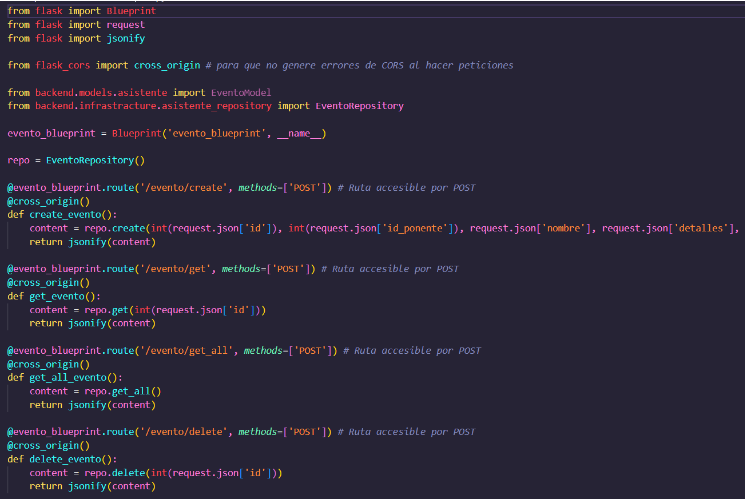 from flask import Blueprint
from flask import request
from flask import jsonify
from flask_cors import cross_origin # para que no genere errores de CORS al hacer peticiones
from backend.models.asistente import EventoModel
from backend.infrastracture.asistente_repository import EventoRepository
evento_blueprint = Blueprint('evento_blueprint', __name__)
repo = EventoRepository()
@evento_blueprint.route('/evento/create', methods=['POST']) # Ruta accesible por POST
@cross_origin()
def create_evento():
    content = repo.create(int(request.json['id']), int(request.json['id_ponente']), request.json['nombre'], request.json['detalles'],
    return jsonify(content)
@evento_blueprint.route('/evento/get', methods=['POST']) # Ruta accesible por POST
@cross_origin()
def get_evento():
    content = repo.get(int(request.json['id']))
    return jsonify(content)
@evento_blueprint.route('/evento/get_all', methods=['POST']) # Ruta accesible por POST
@cross_origin()
def get_all_evento():
    content = repo.get_all()
    return jsonify(content)
@evento_blueprint.route('/evento/delete', methods=['POST']) # Ruta accesible por POST
@cross_origin()
def delete_evento():
    content = repo.delete(int(request.json['id']))
    return jsonify(content)